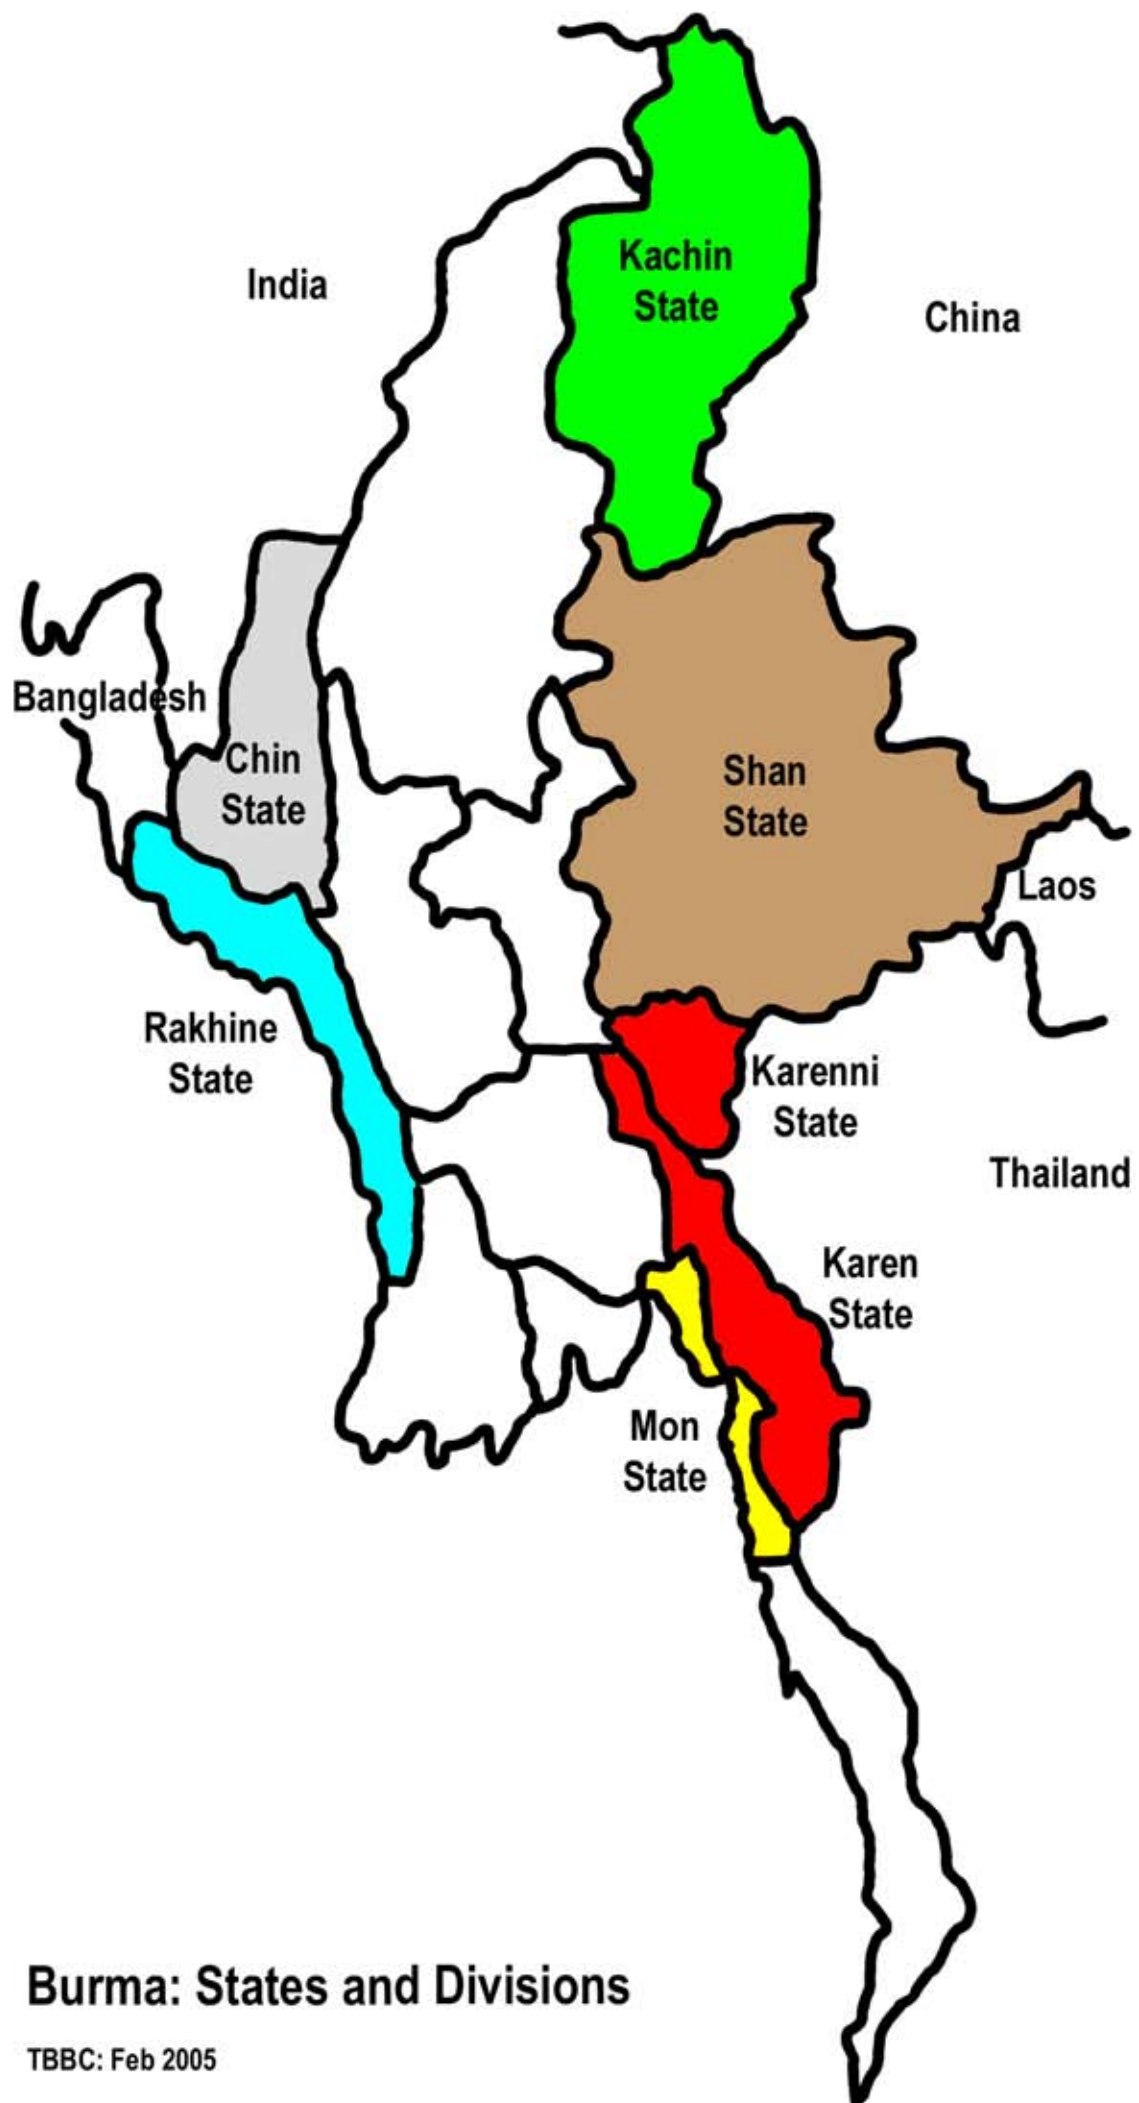 Kachin
State
India
China
Bangladesh
Chin
State
Shan
State
Laos
Rakhine
State
Karenni
State
Thailand
Karen
State
Mon
State
Burma: States and Divisions
TBBC: Feb 2005